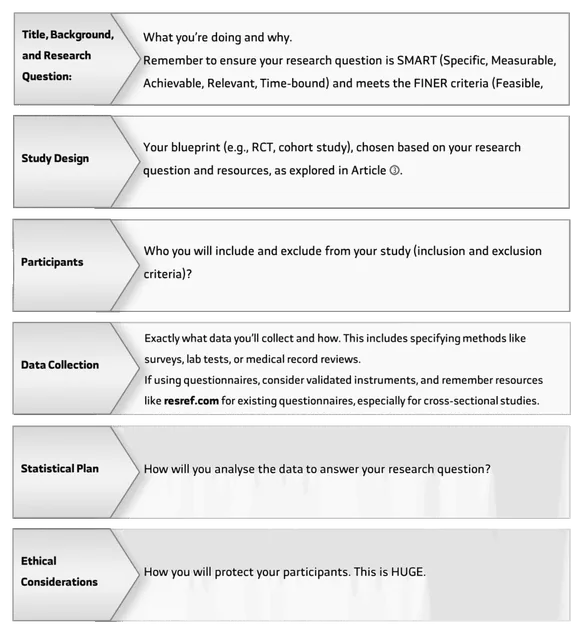 Title, Background,
and Research
Question:
What you're doing and why.
Remember to ensure your research question is SMART (Specific, Measurable,
Achievable, Relevant, Time-bound) and meets the FINER criteria (Feasible,
Study Design
Your blueprint (e.g., RCT, cohort study), chosen based on your research
question and resources, as explored in Article ③.
Participants
Who you will include and exclude from your study (inclusion and exclusion
criteria)?
Data Collection
Exactly what data you'll collect and how. This includes specifying methods like
surveys, lab tests, or medical record reviews.
If using questionnaires, consider validated instruments, and remember resources
like resref.com for existing questionnaires, especially for cross-sectional studies.
Statistical Plan
How will you analyse the data to answer your research question?
Ethical
Considerations
How you will protect your participants. This is HUGE.